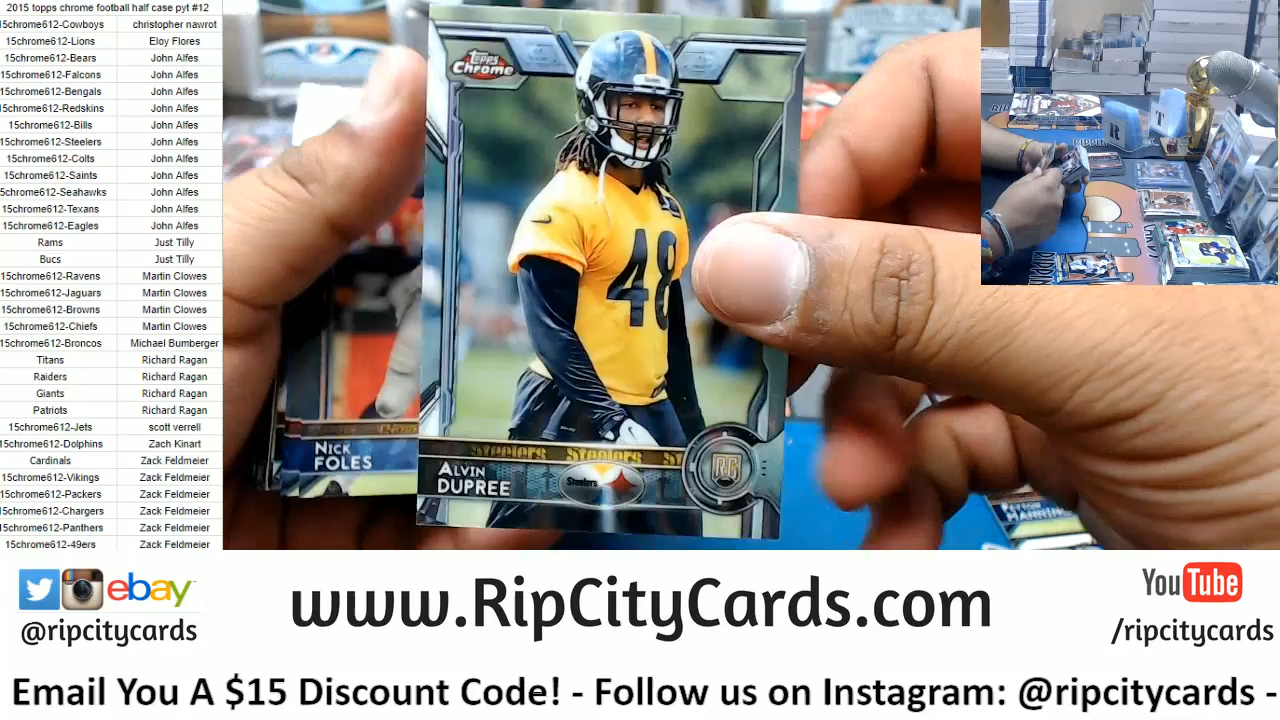 2015 topps chrome football half case pyt #12
15chrome612-Cowboys christopher nawrot
15chrome612-Lions Eloy Flores
15chrome612-Bears John Alfes
15chrome612-Falcons John Alfes
15chrome612-Bengals John Alfes
15chrome612-Redskins John Alfes
15chrome612-Bills John Alfes
15chrome612-Steelers John Alfes
15chrome612-Colts John Alfes
15chrome612-Saints John Alfes
15chrome612-Seahawks John Alfes
15chrome612-Texans John Alfes
15chrome612-Eagles John Alfes
Rams Just Tilly
Bucs Just Tilly
15chrome612-Ravens Martin Clowes
15chrome612-Jaguars Martin Clowes
15chrome612-Browns Martin Clowes
15chrome612-Chiefs Martin Clowes
15chrome612-Broncos Michael Bumberger
Titans Richard Ragan
Raiders Richard Ragan
Giants Richard Ragan
Patriots Richard Ragan
15chrome612-Jets scott verrell
15chrome612-Dolphins Zach Kinart
Cardinals Zack Feldmeier
15chrome612-Vikings Zack Feldmeier
15chrome612-Packers Zack Feldmeier
15chrome612-Chargers Zack Feldmeier
15chrome612-Panthers Zack Feldmeier
15chrome612-49ers Zack Feldmeier
Topps
Chrome
48
Steelers Steelers St
Steelers
ALVIN
DUPREE
RC
NICK
FOLES
PEYTON
MANNING
R T
ebay
@ripcitycards
www.RipCityCards.com
YouTube
/ripcitycards
Email You A $15 Discount Code! - Follow us on Instagram: @ripcitycards -